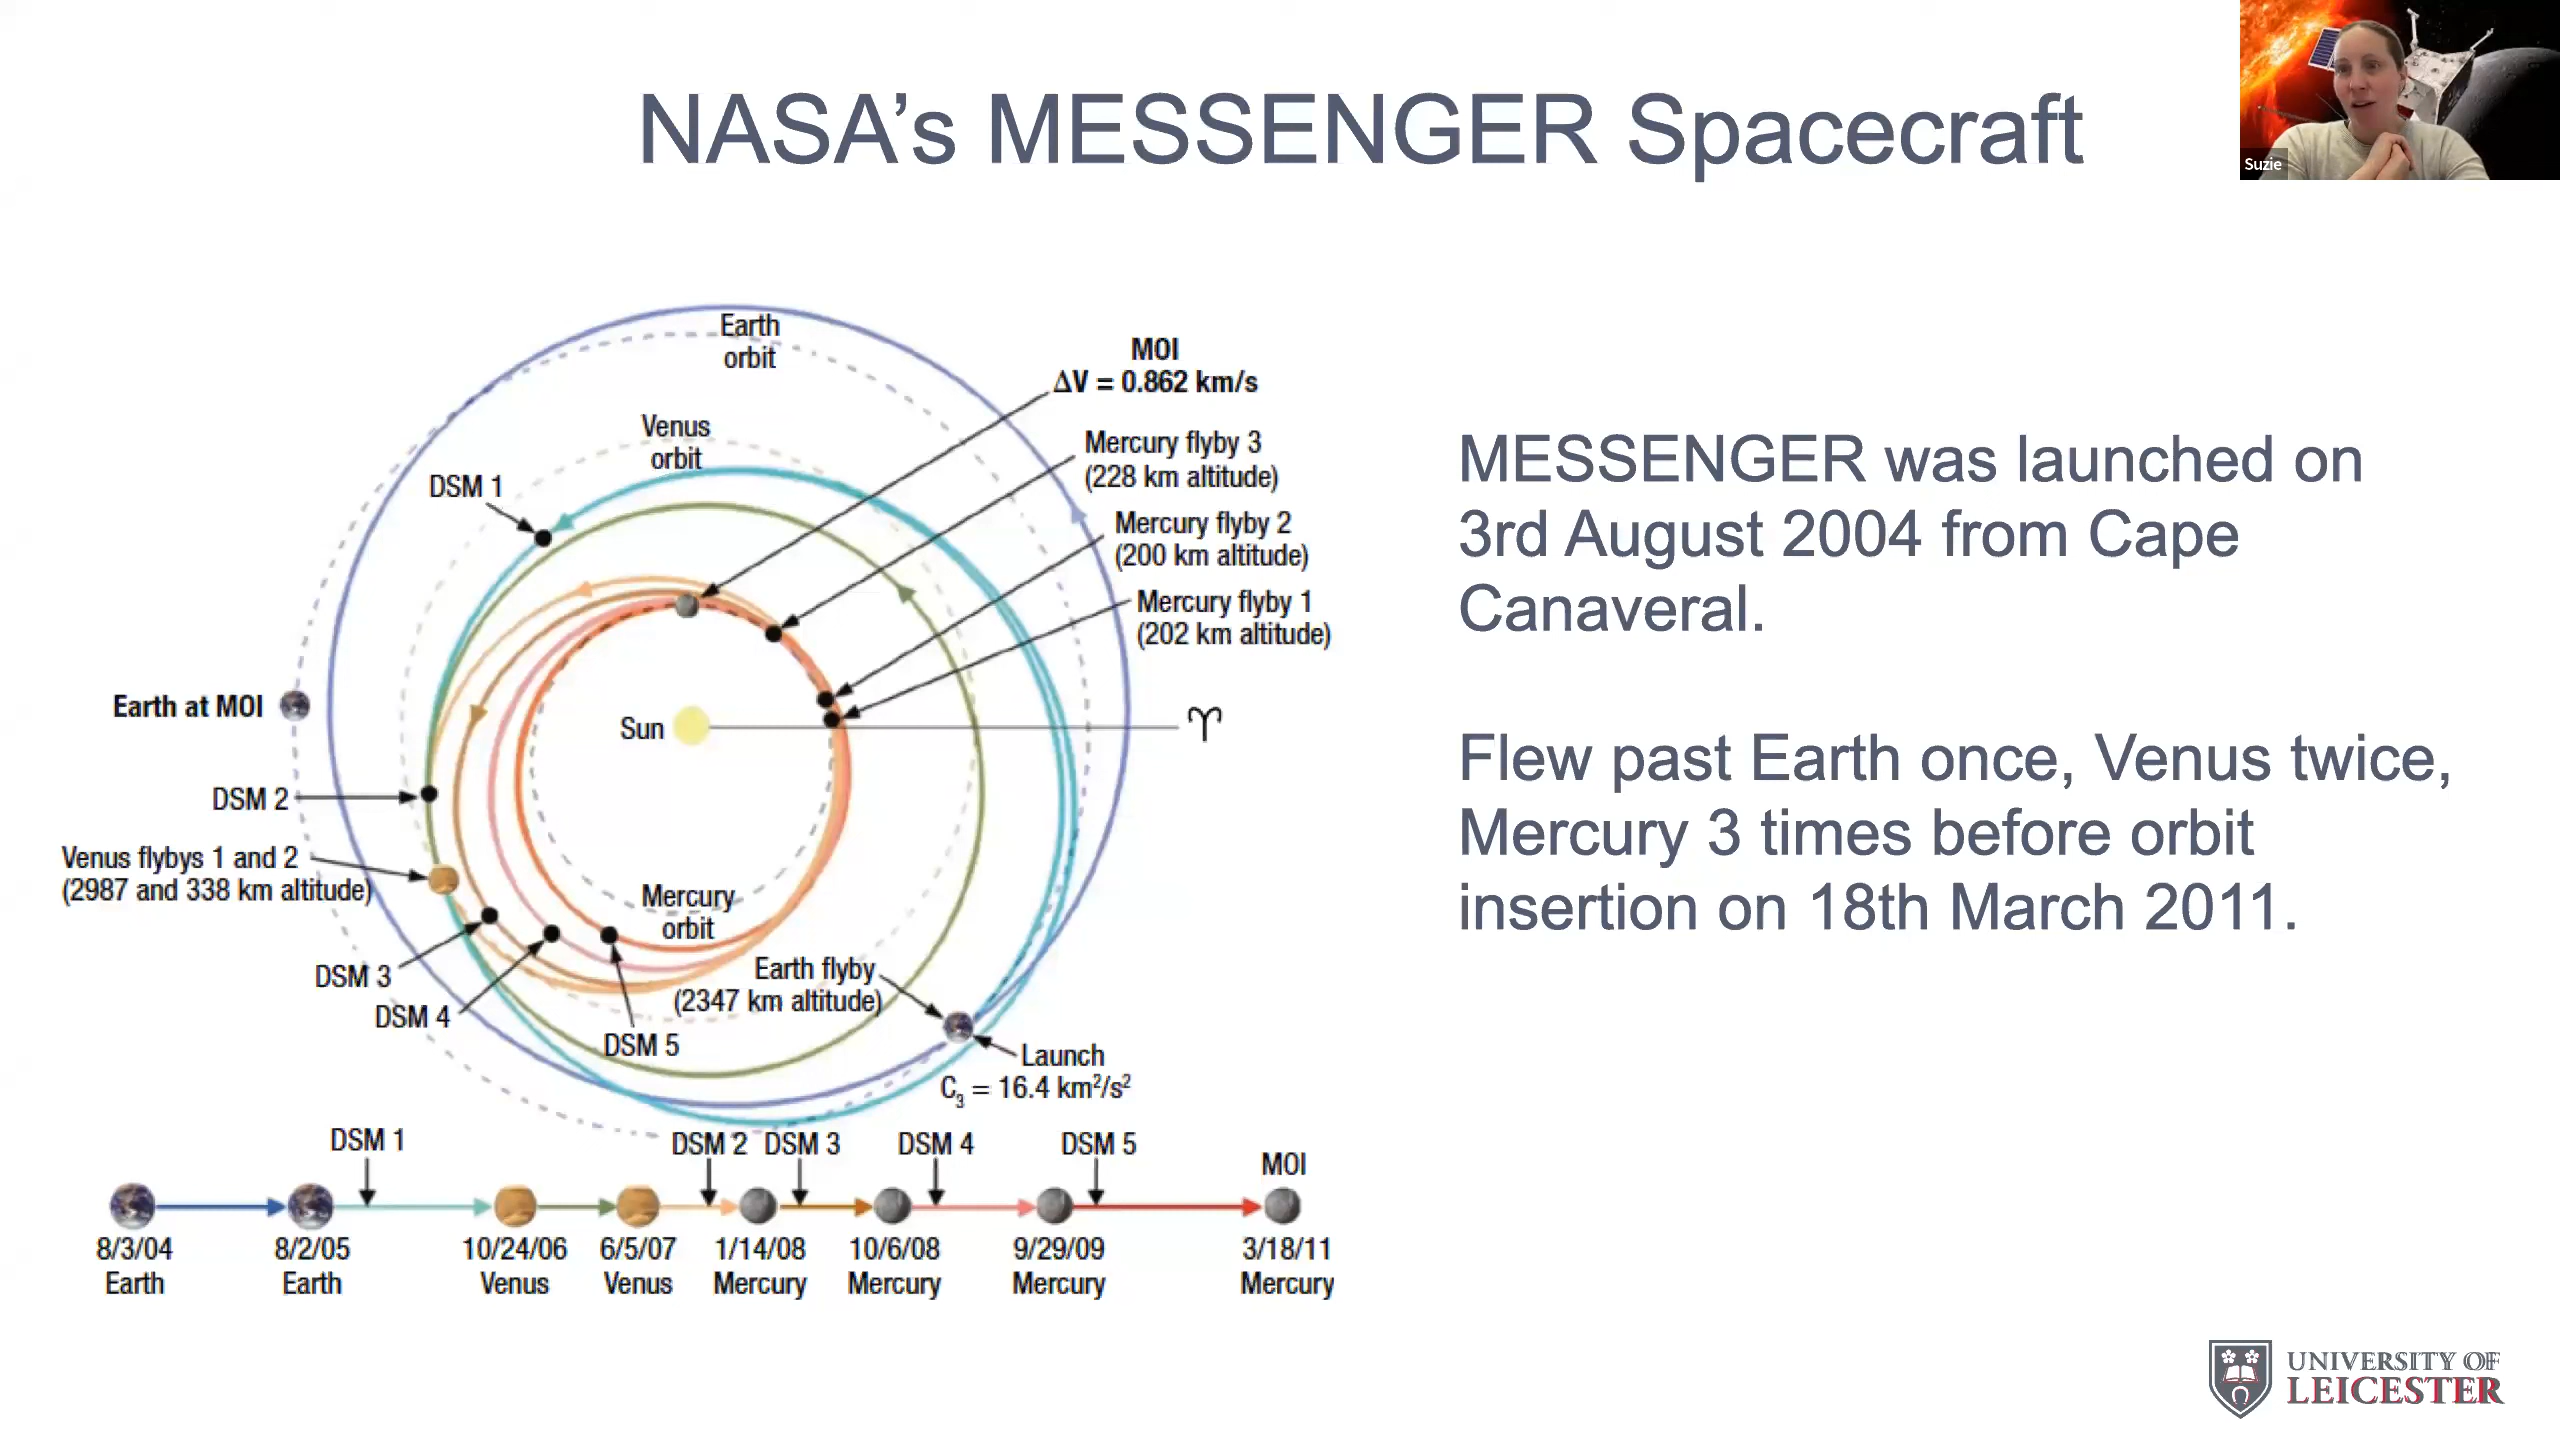 NASA’s MESSENGER Spacecraft
Suzie
Earth
orbit
MOI
ΔV = 0.862 km/s
Venus
orbit
Mercury flyby 3
(228 km altitude)
DSM 1
Mercury flyby 2
(200 km altitude)
Mercury flyby 1
(202 km altitude)
Earth at MOI
Sun
♈
DSM 2
Venus flybys 1 and 2
(2987 and 338 km altitude)
Mercury
orbit
DSM 3
Earth flyby
(2347 km altitude)
DSM 4
DSM 5
Launch
C₃ = 16.4 km²/s²
DSM 1
DSM 2
DSM 3
DSM 4
DSM 5
MOI
8/3/04
Earth
8/2/05
Earth
10/24/06
Venus
6/5/07
Venus
1/14/08
Mercury
10/6/08
Mercury
9/29/09
Mercury
3/18/11
Mercury
MESSENGER was launched on
3rd August 2004 from Cape
Canaveral.
Flew past Earth once, Venus twice,
Mercury 3 times before orbit
insertion on 18th March 2011.
UNIVERSITY OF
LEICESTER